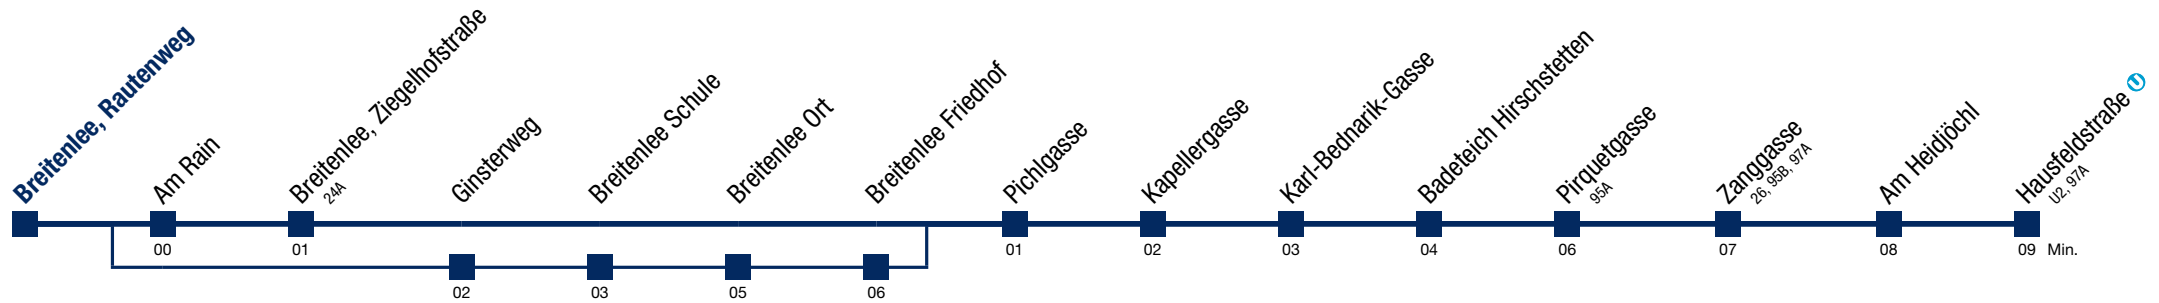 Breitenlee, Rautenweg
Am Rain
Breitenlee, Ziegelhofstraße
24A
Ginsterweg
Breitenlee Schule
Breitenlee Ort
Breitenlee Friedhof
Pichlgasse
Kapellergasse
Karl-Bednarik-Gasse
Badeteich Hirschstetten
Pirquetgasse
95A
Zanggasse
26, 95B, 97A
Am Heidjöchl
Hausfeldstraße U
U2, 97A
00 01 01 02 03 04 06 07 08 09 Min.
02 03 05 06